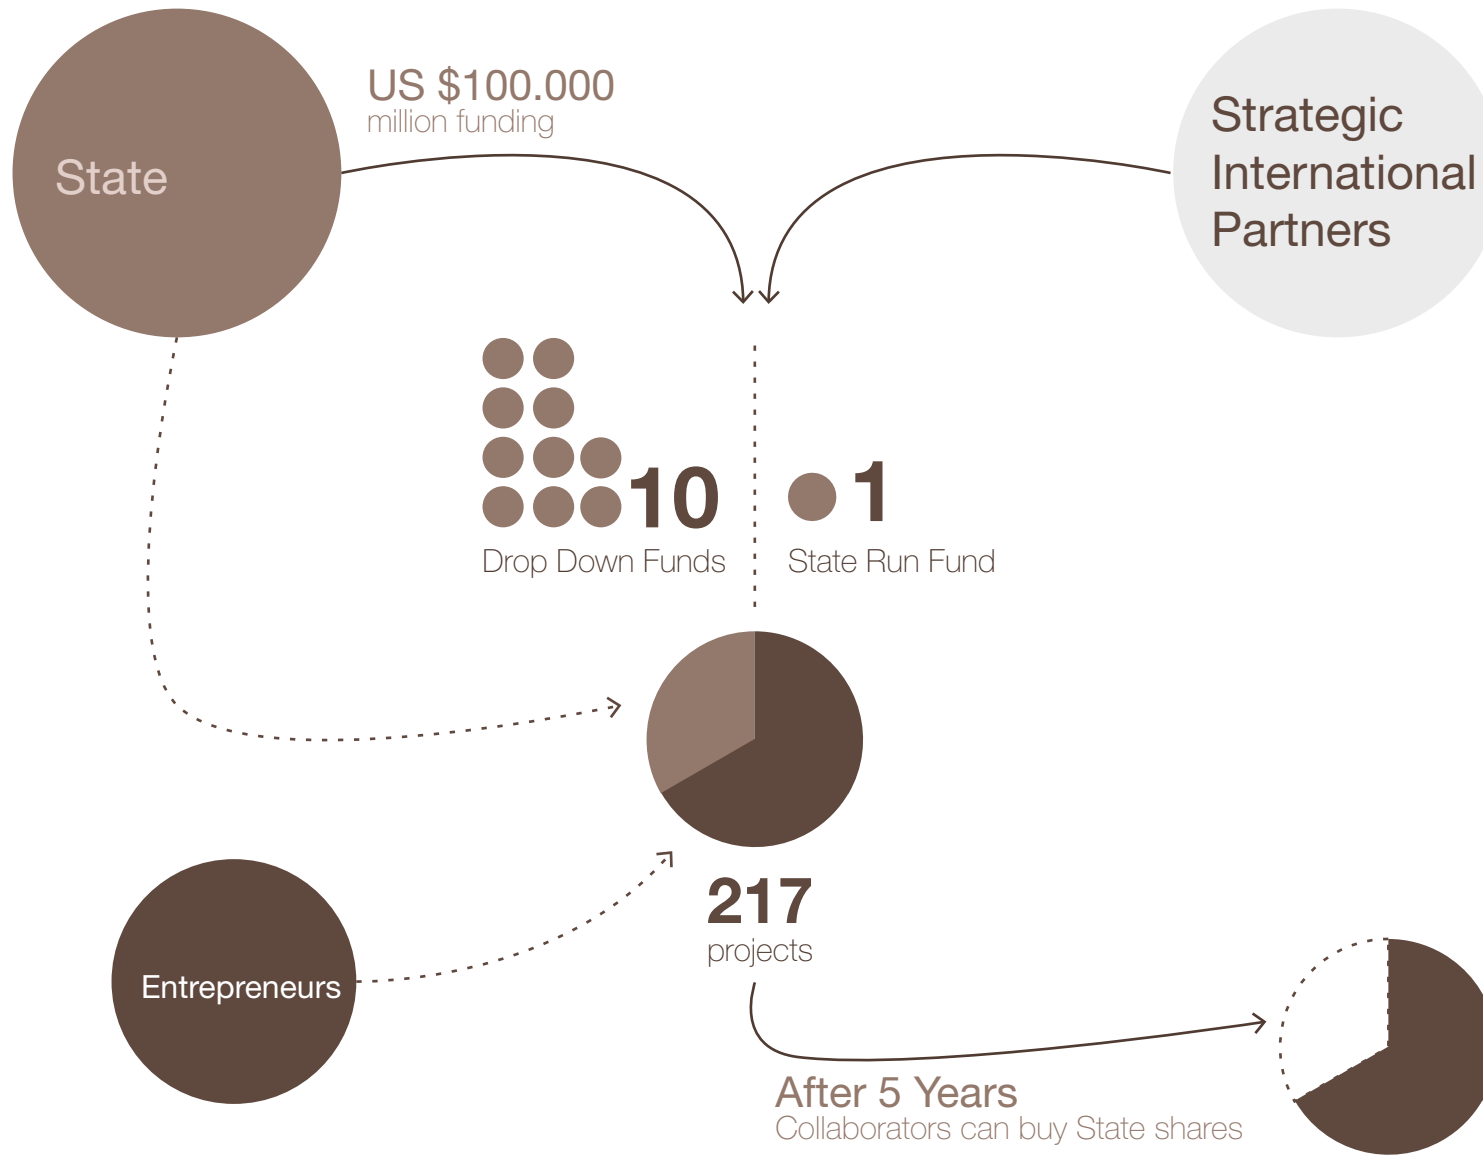 State
US $100.000
million funding
Strategic
International
Partners
10
Drop Down Funds
1
State Run Fund
217
projects
Entrepreneurs
After 5 Years
Collaborators can buy State shares